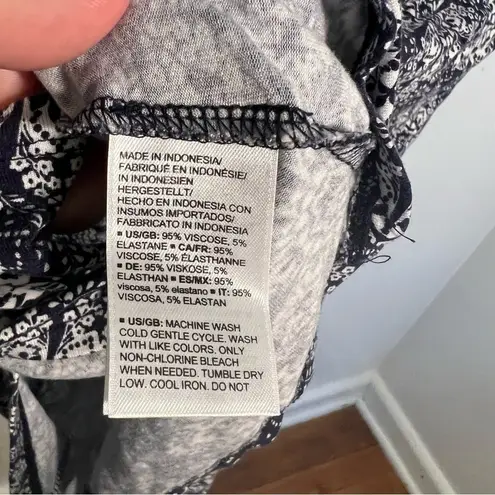 MADE IN INDONESIA/
FABRIQUÉ EN INDONÉSIE/
IN INDONESIEN
HERGESTELLT/
HECHO EN INDONESIA CON
INSUMOS IMPORTADOS/
FABRICATO IN INDONESIA
▪ US/GB: 95% VISCOSE, 5%
ELASTANE ▪ CA/FR: 95%
VISCOSE, 5% ÉLASTHANNE
▪ DE: 95% VISKOSE, 5%
ELASTHAN ▪ ES/MX: 95%
viscosa, 5% elastano ▪ IT: 95%
VISCOSA, 5% ELASTAN
▪ US/GB: MACHINE WASH
COLD GENTLE CYCLE. WASH
WITH LIKE COLORS. ONLY
NON-CHLORINE BLEACH
WHEN NEEDED. TUMBLE DRY
LOW. COOL IRON. DO NOT